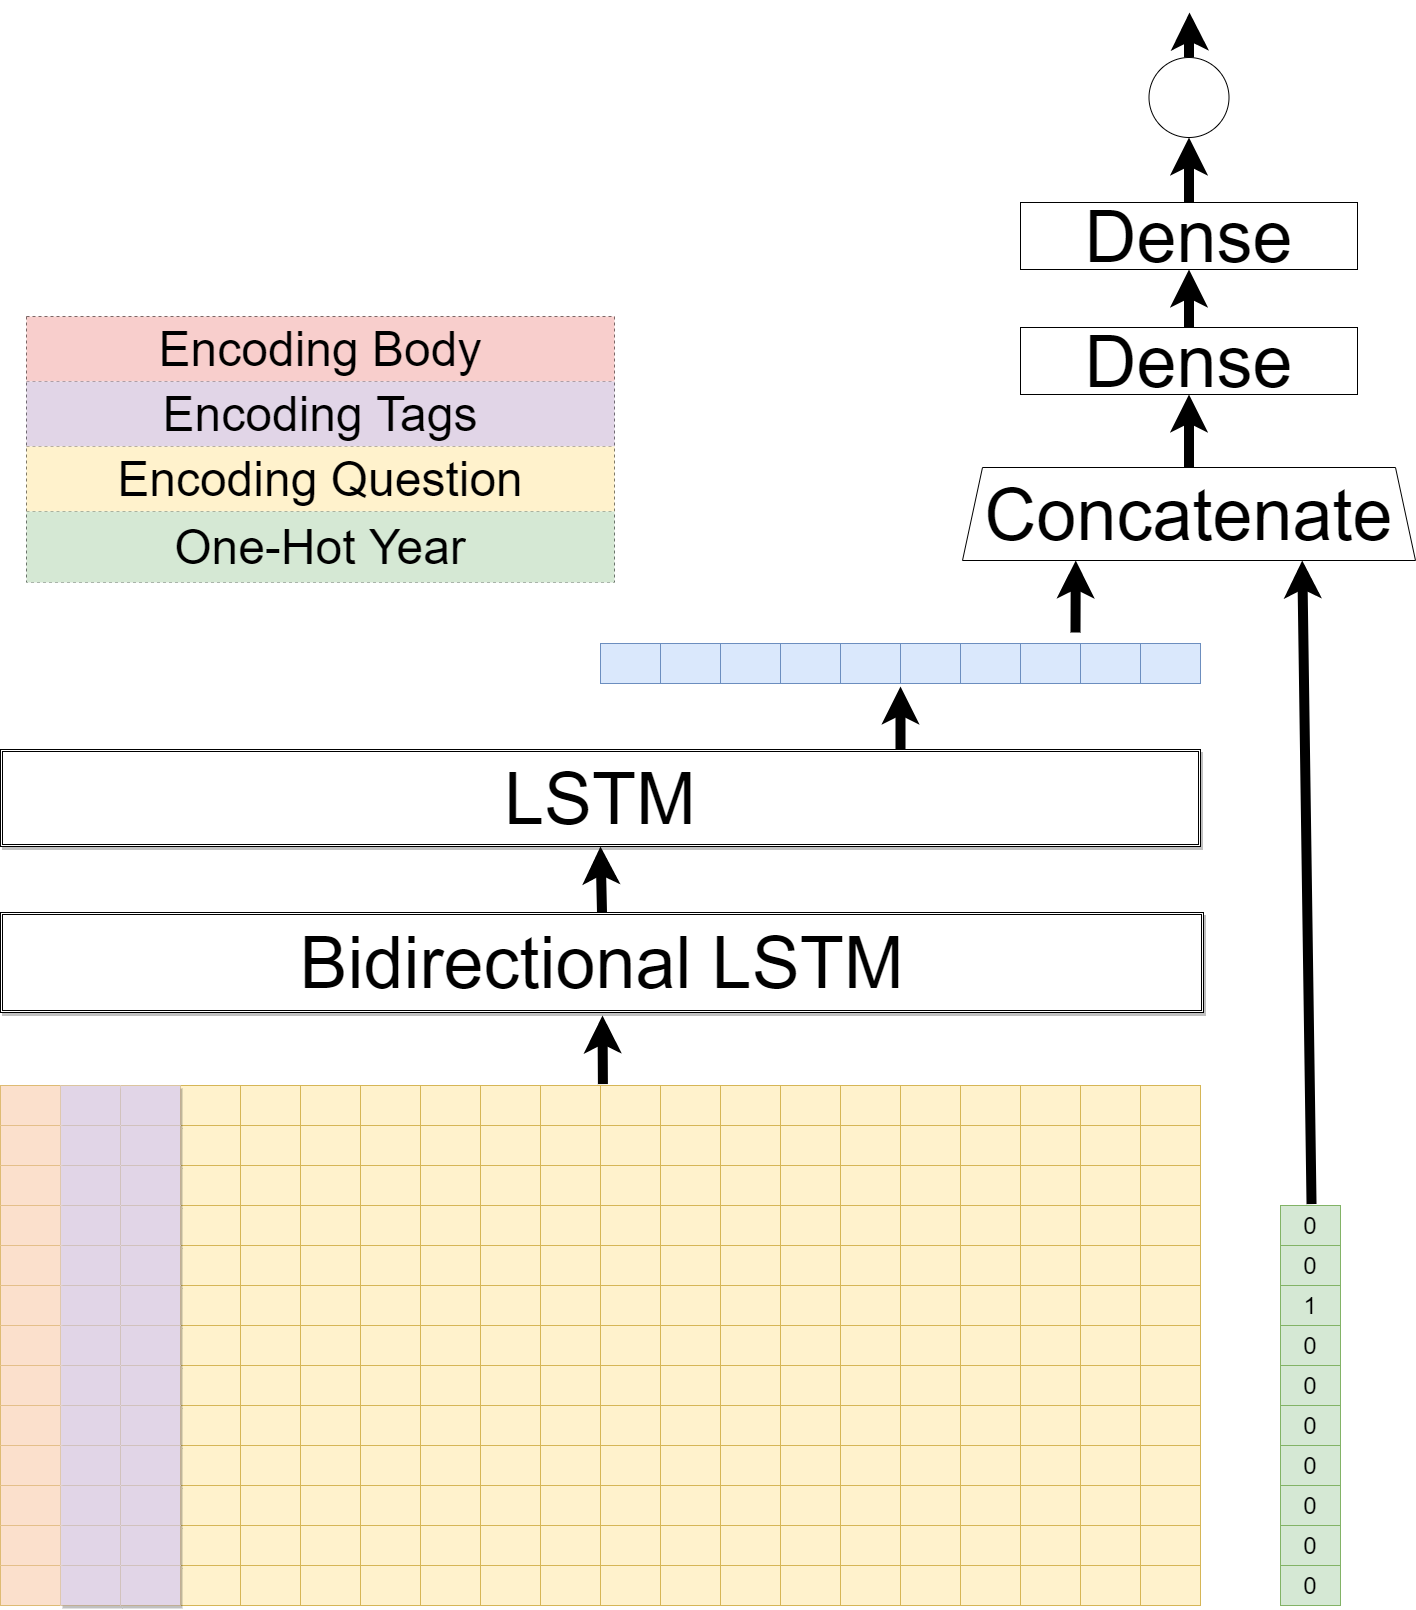 Dense
Dense
Encoding Body
Encoding Tags
Encoding Question
One-Hot Year
Concatenate
LSTM
Bidirectional LSTM
0
0
1
0
0
0
0
0
0
0